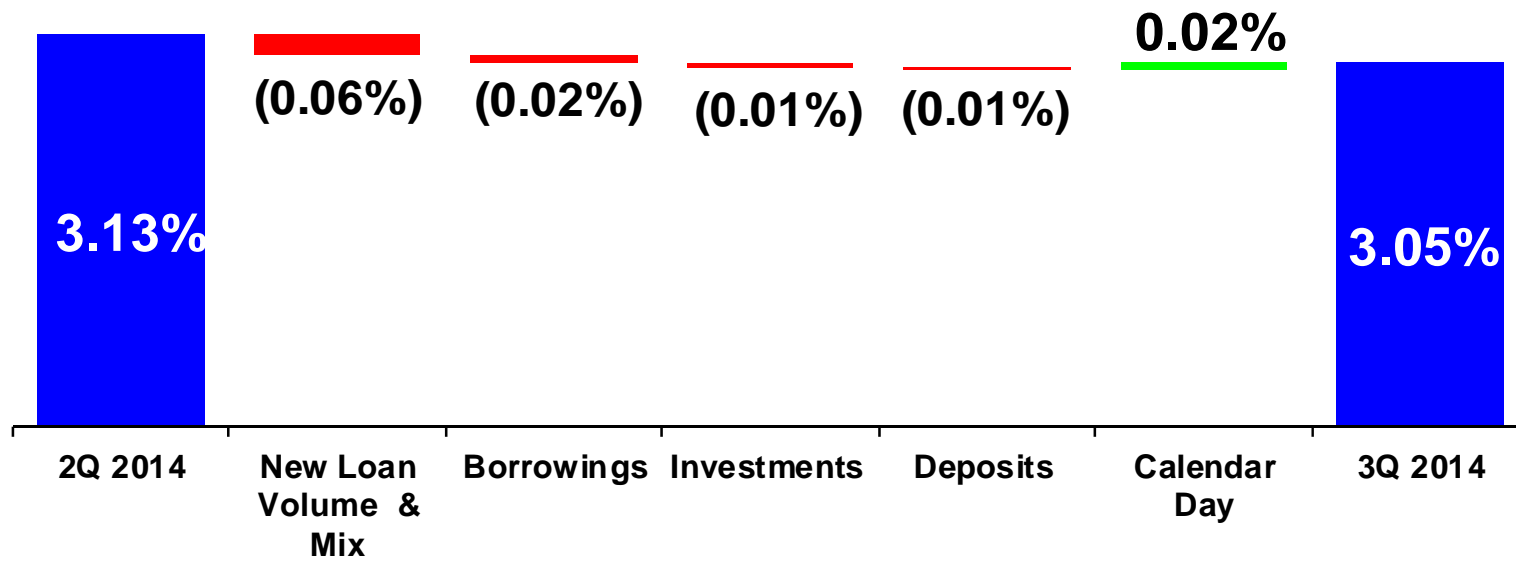 0.02%
(0.06%)
(0.02%)
(0.01%)
(0.01%)
3.13%
3.05%
2Q 2014
New Loan
Volume &
Mix
Borrowings
Investments
Deposits
Calendar
Day
3Q 2014